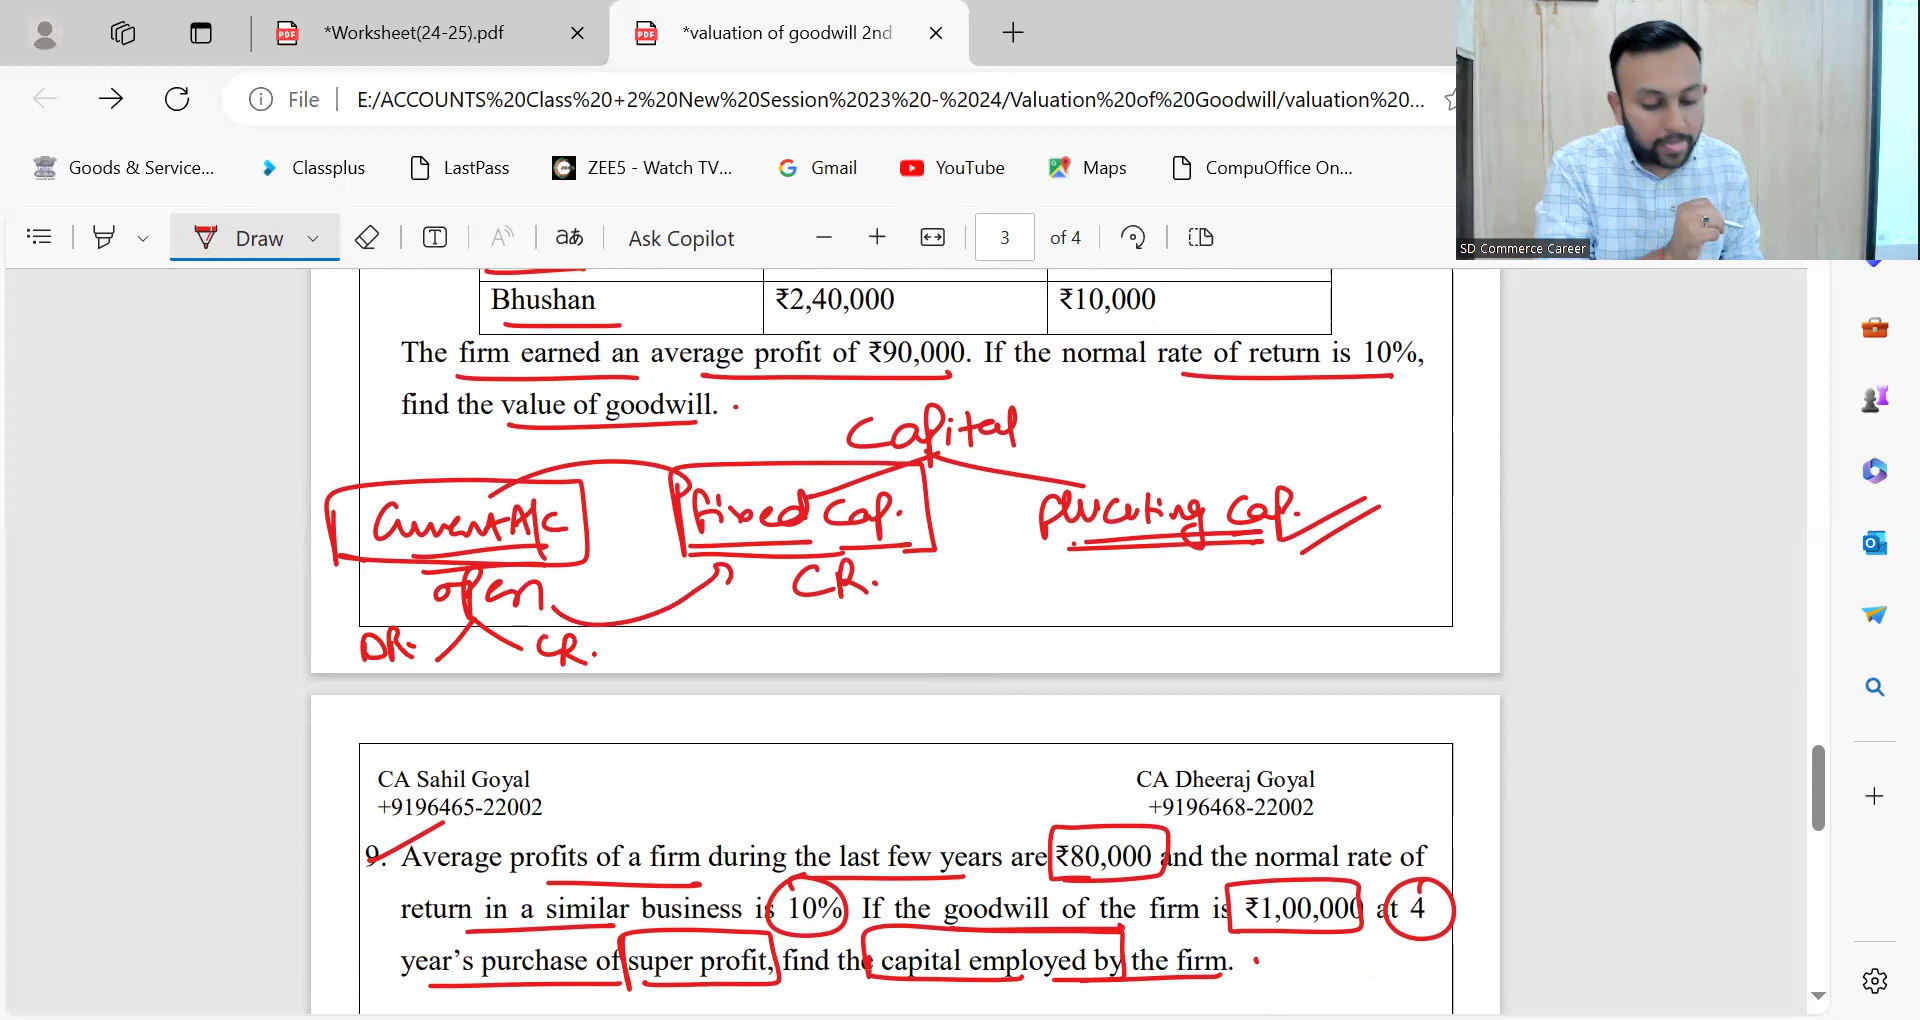 *Worksheet(24-25).pdf
*valuation of goodwill 2nd
File
E:/ACCOUNTS%20Class%20+2%20New%20Session%202023%20-%2024/Valuation%20of%20Goodwill/valuation%20...
Goods & Service...
Classplus
LastPass
ZEE5 - Watch TV...
Gmail
YouTube
Maps
CompuOffice On...
Draw
Ask Copilot
3
of 4
SD Commerce Career
Bhushan ₹2,40,000 ₹10,000
The firm earned an average profit of ₹90,000. If the normal rate of return is 10%,
find the value of goodwill.
Capital
Current A/C
fixed Cap.
CR.
open
DR.
CR.
CA Sahil Goyal CA Dheeraj Goyal
+9196465-22002 +9196468-22002
9. Average profits of a firm during the last few years are ₹80,000 and the normal rate of
return in a similar business is 10% If the goodwill of the firm is ₹1,00,000 at 4
year's purchase of super profit, find the capital employed by the firm.